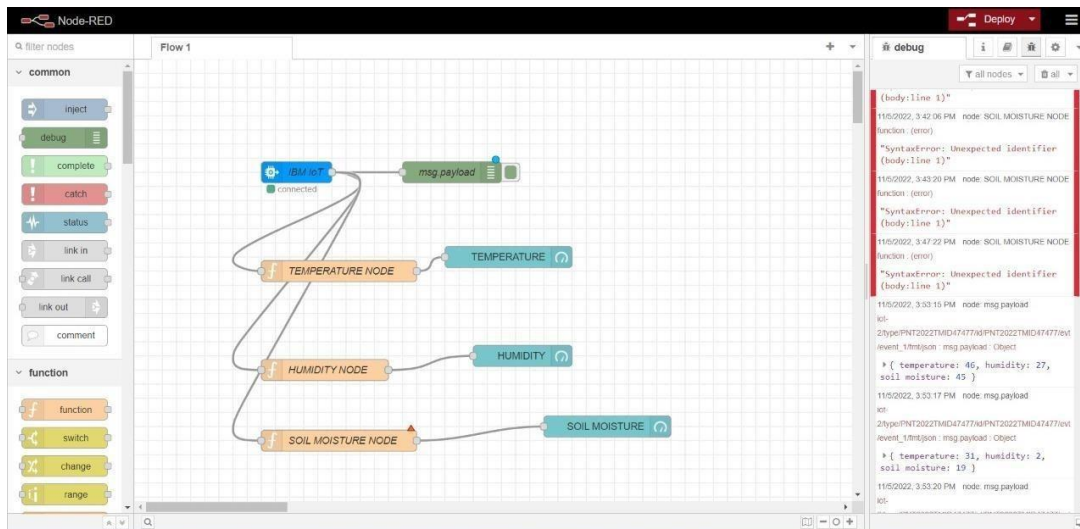 Node-RED
Deploy
filter nodes
Flow 1
debug
i
common
all nodes
all
inject
debug
complete
catch
status
link in
link call
link out
comment
function
function
switch
change
range
IBM IoT
connected
msg.payload
TEMPERATURE NODE
TEMPERATURE
HUMIDITY NODE
HUMIDITY
SOIL MOISTURE NODE
SOIL MOISTURE
(body:line 1)"
11/5/2022, 3:42:06 PM node: SOIL MOISTURE NODE
function : (error)
"SyntaxError: Unexpected identifier
(body:line 1)"
11/5/2022, 3:43:20 PM node: SOIL MOISTURE NODE
function : (error)
"SyntaxError: Unexpected identifier
(body:line 1)"
11/5/2022, 3:47:22 PM node: SOIL MOISTURE NODE
function : (error)
"SyntaxError: Unexpected identifier
(body:line 1)"
11/5/2022, 3:53:15 PM node: msg.payload
iot-
2/type/PNT2022TMID47477/id/PNT2022TMID47477/evt
/event_1/fmt/json : msg.payload : Object
{ temperature: 46, humidity: 27,
soil moisture: 45 }
11/5/2022, 3:53:17 PM node: msg.payload
iot-
2/type/PNT2022TMID47477/id/PNT2022TMID47477/evt
/event_1/fmt/json : msg.payload : Object
{ temperature: 31, humidity: 2,
soil moisture: 19 }
11/5/2022, 3:53:20 PM node: msg.payload
iot-